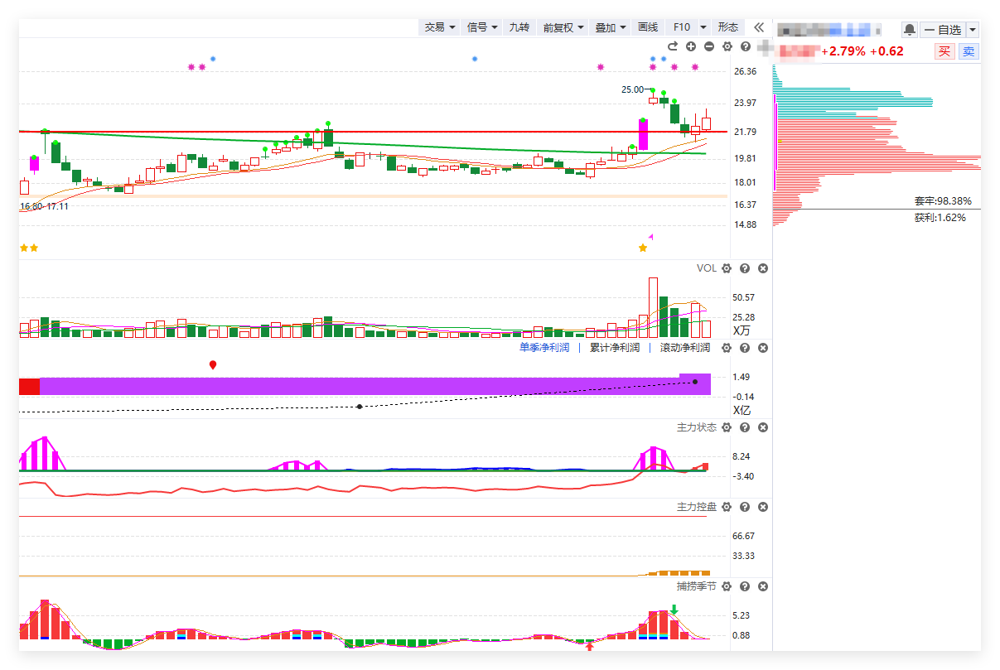 交易 信号 九转 前复权 叠加 画线 F10 形态 自选
+2.79% +0.62 买 卖
26.36
25.00
23.97
21.79
19.81
18.01
16.80-17.11
16.37
14.88
套牢:98.38%
获利:1.62%
VOL
50.57
25.28
X万
单季净利润 | 累计净利润 | 滚动净利润
1.49
-0.14
X亿
主力状态
8.24
-3.40
主力控盘
66.67
33.33
捕捞季节
5.23
0.88